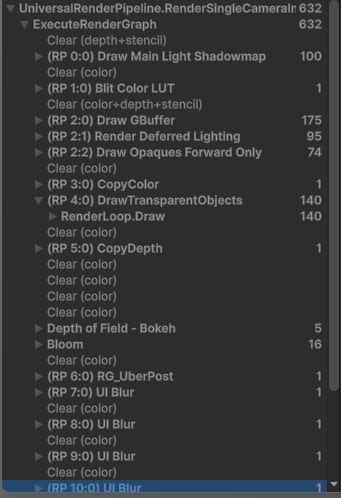 UniversalRenderPipeline.RenderSingleCameraIn 632
ExecuteRenderGraph 632
Clear (depth+stencil)
(RP 0:0) Draw Main Light Shadowmap 100
Clear (color)
(RP 1:0) Blit Color LUT 1
Clear (color+depth+stencil)
(RP 2:0) Draw GBuffer 175
(RP 2:1) Render Deferred Lighting 95
(RP 2:2) Draw Opaques Forward Only 74
Clear (color)
(RP 3:0) CopyColor 1
(RP 4:0) DrawTransparentObjects 140
RenderLoop.Draw 140
Clear (color)
(RP 5:0) CopyDepth 1
Clear (color)
Clear (color)
Clear (color)
Clear (color)
Depth of Field - Bokeh 5
Bloom 16
Clear (color)
(RP 6:0) RG_UberPost 1
(RP 7:0) UI Blur 1
Clear (color)
(RP 8:0) UI Blur 1
Clear (color)
(RP 9:0) UI Blur 1
Clear (color)
(RP 10:0) UI Blur 1